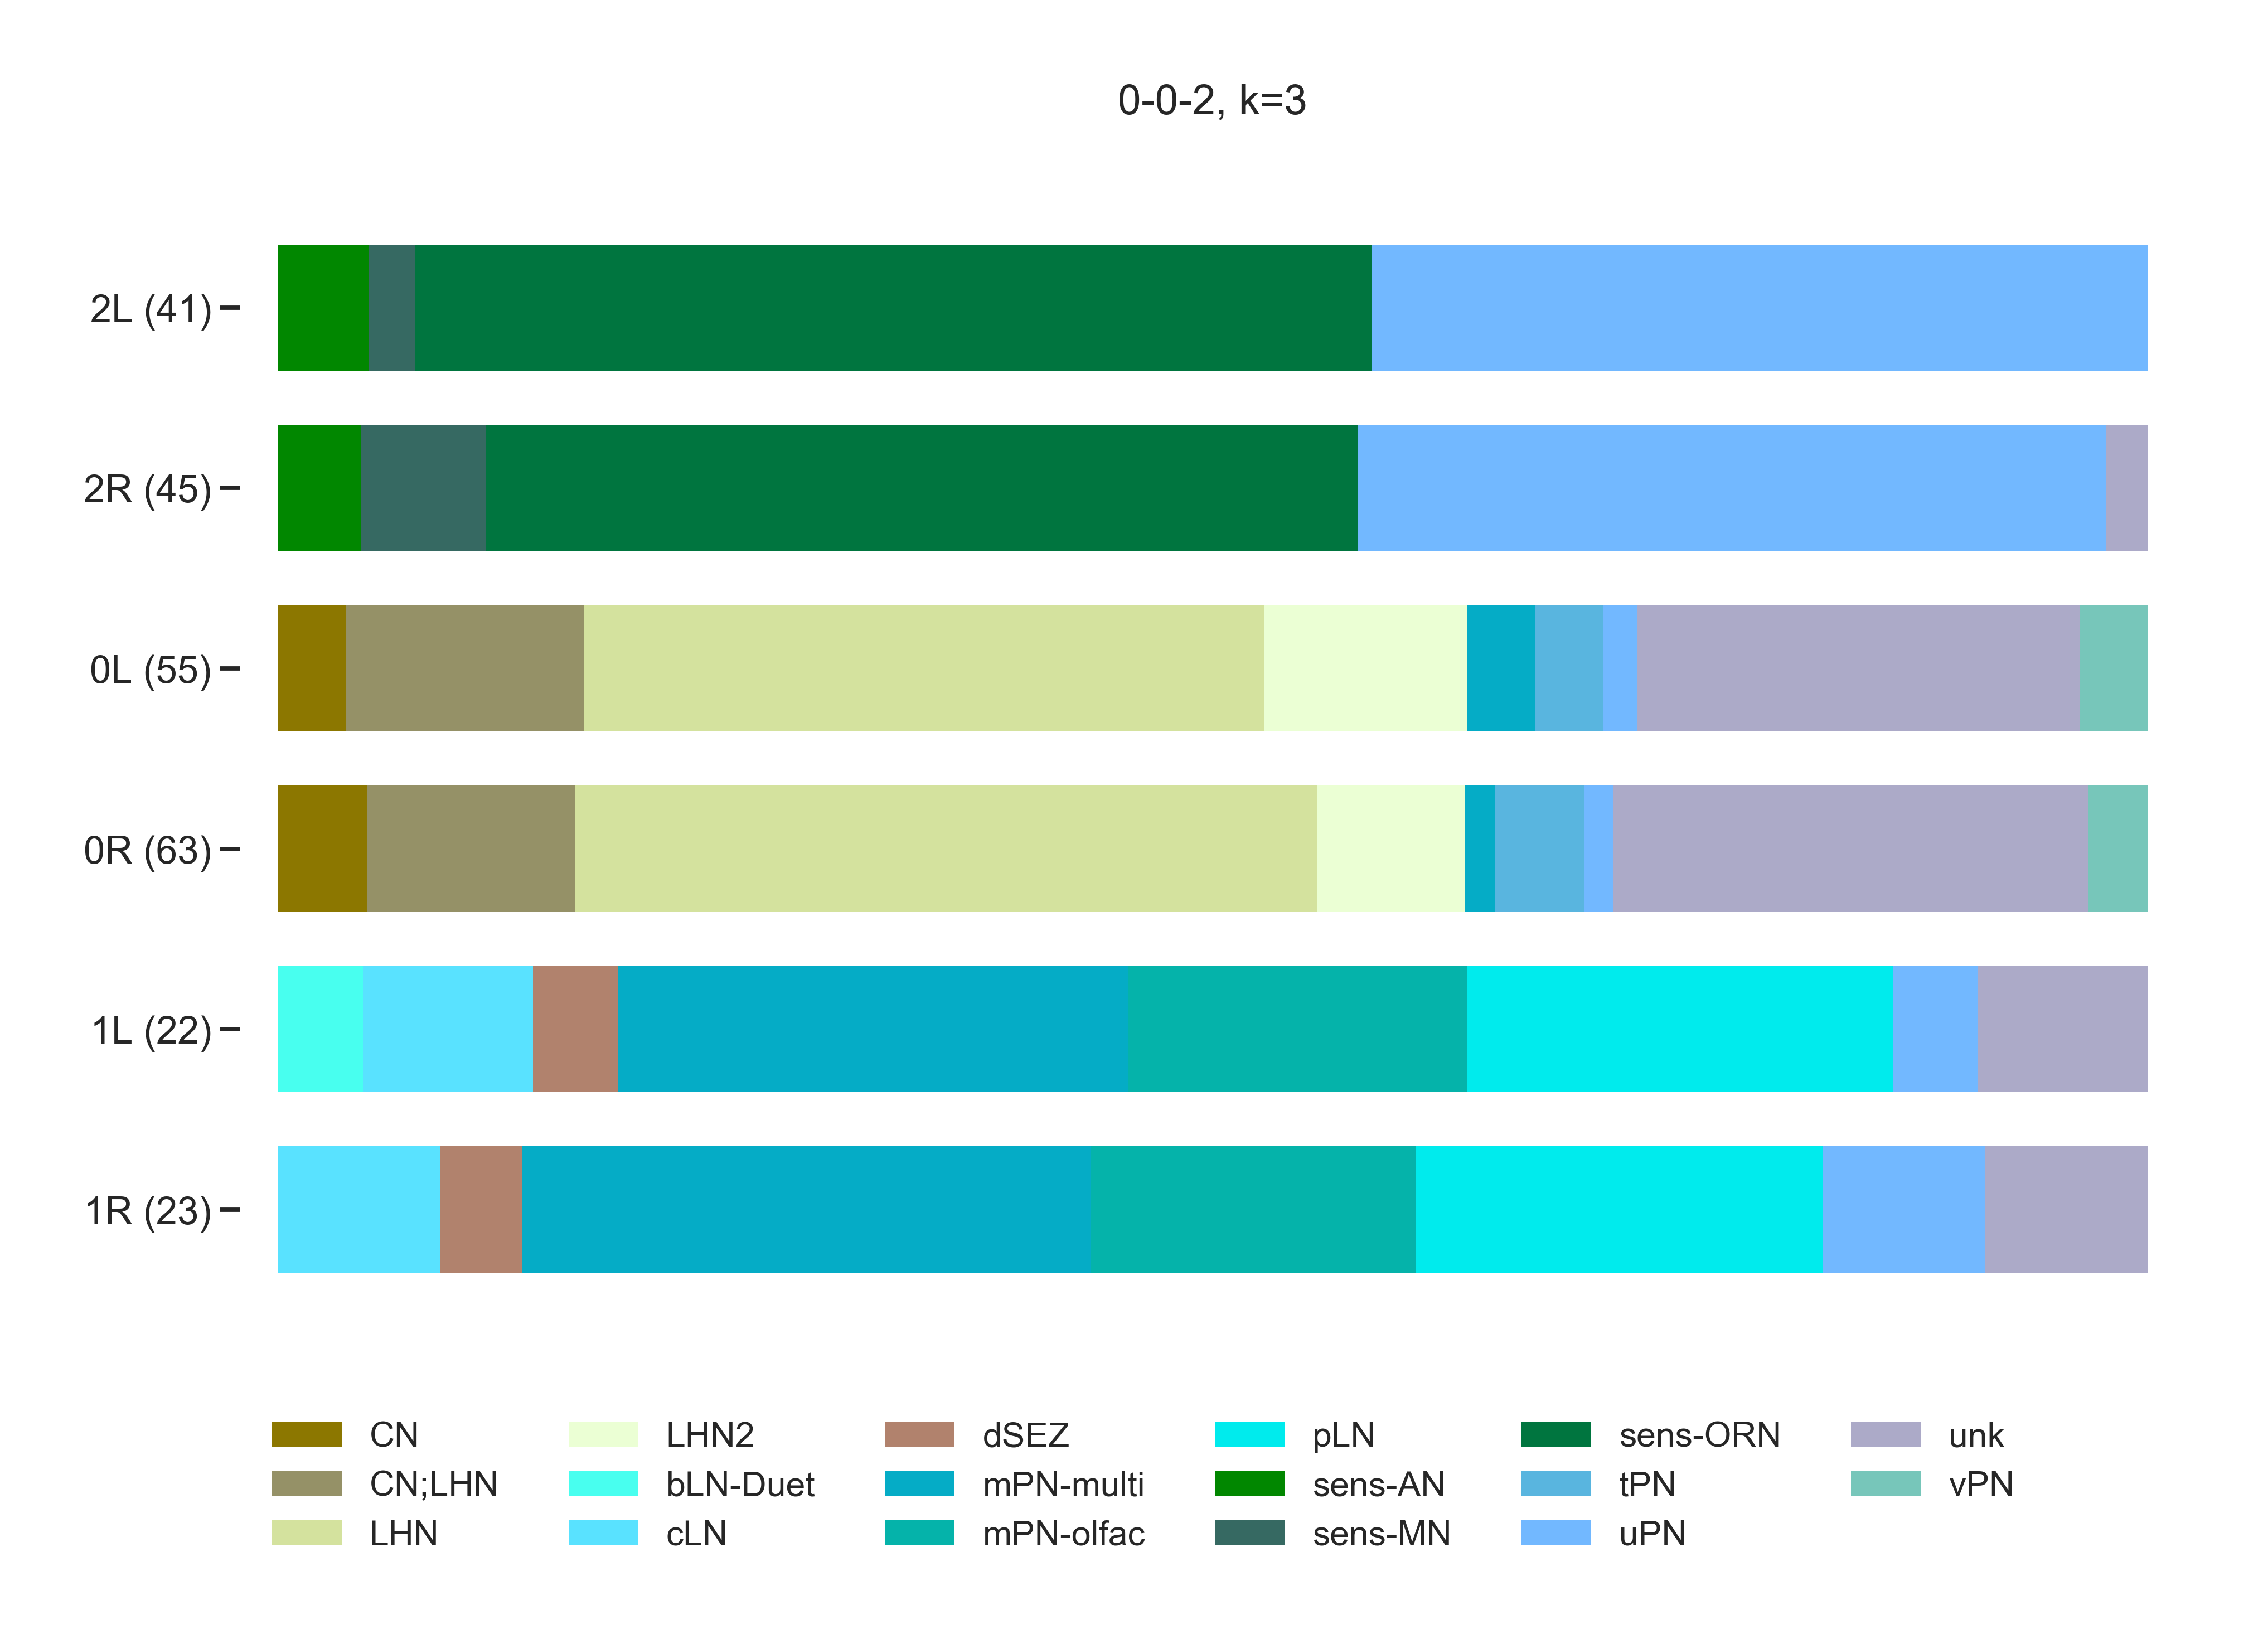 0-0-2, k=3
2L (41)
2R (45)
0L (55)
0R (63)
1L (22)
1R (23)
CN LHN2 dSEZ pLN sens-ORN unk
CN;LHN bLN-Duet mPN-multi sens-AN tPN vPN
LHN cLN mPN-olfac sens-MN uPN